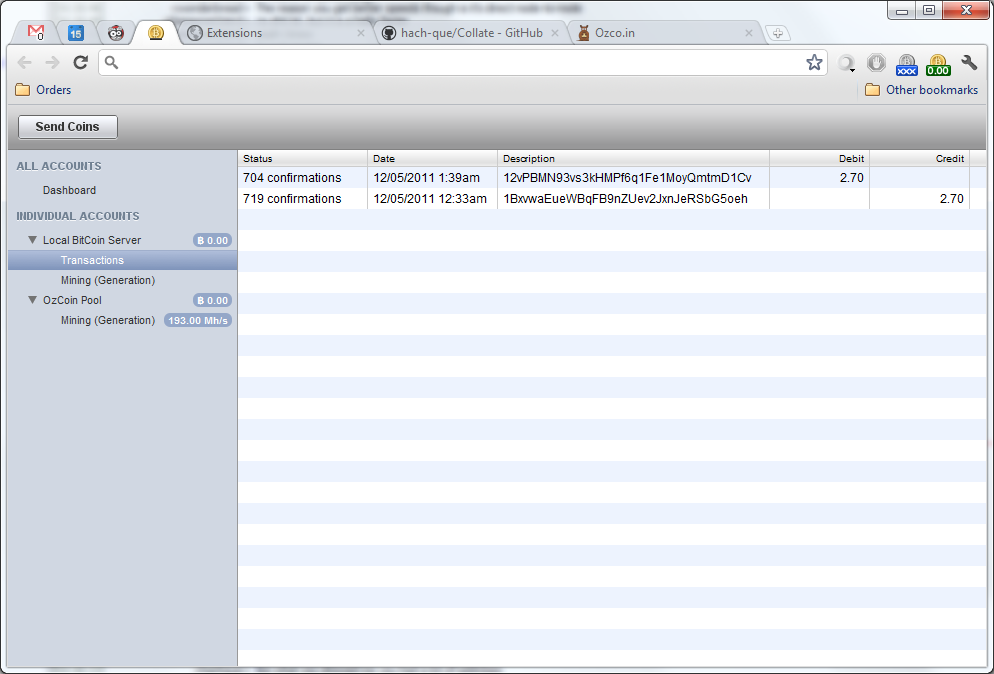 0
15
Extensions
hach-que/Collate - GitHub
Ozco.in
xxx
0.00
Orders
Other bookmarks
Send Coins
ALL ACCOUNTS
Dashboard
INDIVIDUAL ACCOUNTS
Local BitCoin Server B 0.00
Transactions
Mining (Generation)
OzCoin Pool B 0.00
Mining (Generation) 193.00 Mh/s
Status Date Description Debit Credit
704 confirmations 12/05/2011 1:39am 12vPBMN93vs3kHMPf6q1Fe1MoyQmtmD1Cv 2.70
719 confirmations 12/05/2011 12:33am 1BxvwaEueWBqFB9nZUev2JxnJeRSbG5oeh 2.70